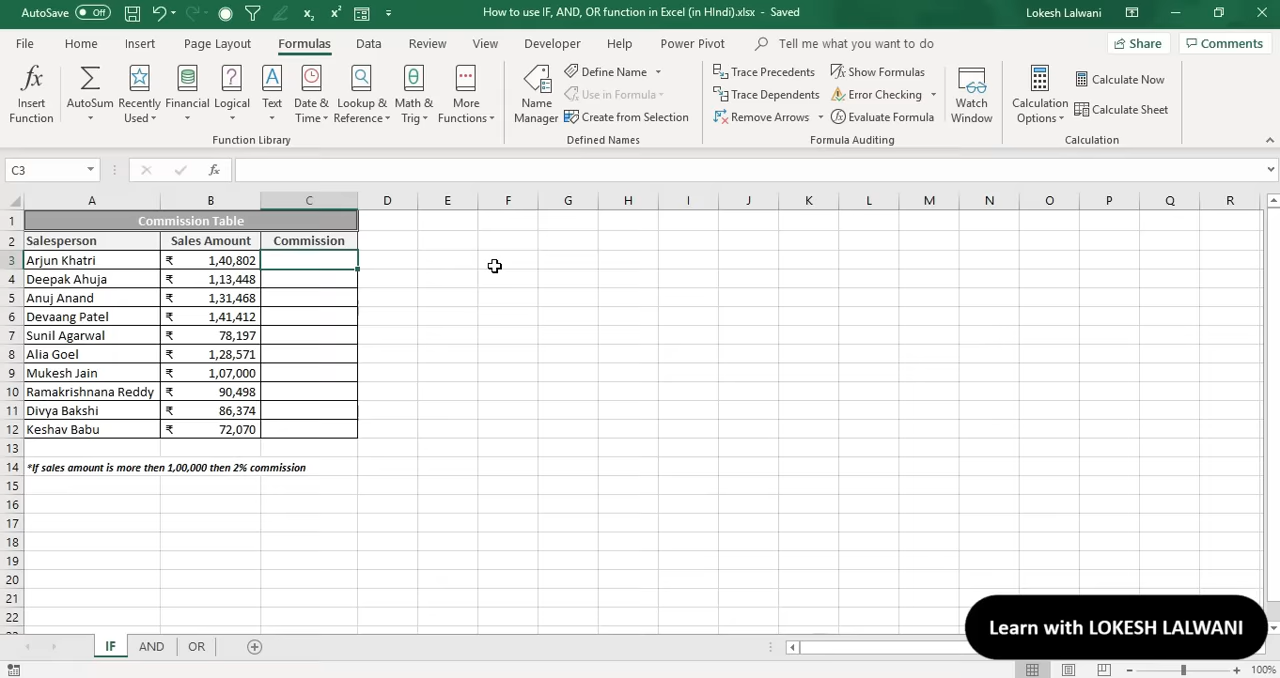 AutoSave Off How to use IF, AND, OR function in Excel (in HIndi).xlsx - Saved Lokesh Lalwani
File Home Insert Page Layout Formulas Data Review View Developer Help Power Pivot Tell me what you want to do Share Comments
Insert Function
AutoSum
Recently Used
Financial
Logical
Text
Date & Time
Lookup & Reference
Math & Trig
More Functions
Function Library
Name Manager
Define Name
Use in Formula
Create from Selection
Defined Names
Trace Precedents
Trace Dependents
Remove Arrows
Show Formulas
Error Checking
Evaluate Formula
Formula Auditing
Watch Window
Calculation Options
Calculate Now
Calculate Sheet
Calculation
C3 fx
A B C D E F G H I J K L M N O P Q R
1 Commission Table
2 Salesperson Sales Amount Commission
3 Arjun Khatri ₹ 1,40,802
4 Deepak Ahuja ₹ 1,13,448
5 Anuj Anand ₹ 1,31,468
6 Devaang Patel ₹ 1,41,412
7 Sunil Agarwal ₹ 78,197
8 Alia Goel ₹ 1,28,571
9 Mukesh Jain ₹ 1,07,000
10 Ramakrishnana Reddy ₹ 90,498
11 Divya Bakshi ₹ 86,374
12 Keshav Babu ₹ 72,070
13
14 *If sales amount is more then 1,00,000 then 2% commission
15
16
17
18
19
20
21
22
Learn with LOKESH LALWANI
IF AND OR
100%